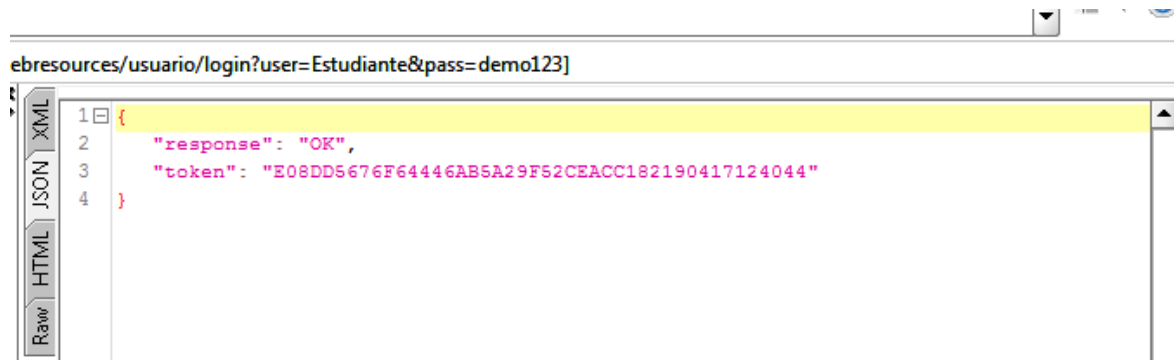 ebresources/usuario/login?user=Estudiante&pass=demo123]
XML
JSON
HTML
Raw
1 {
2 "response": "OK",
3 "token": "E08DD5676F64446AB5A29F52CEACC182190417124044"
4 }